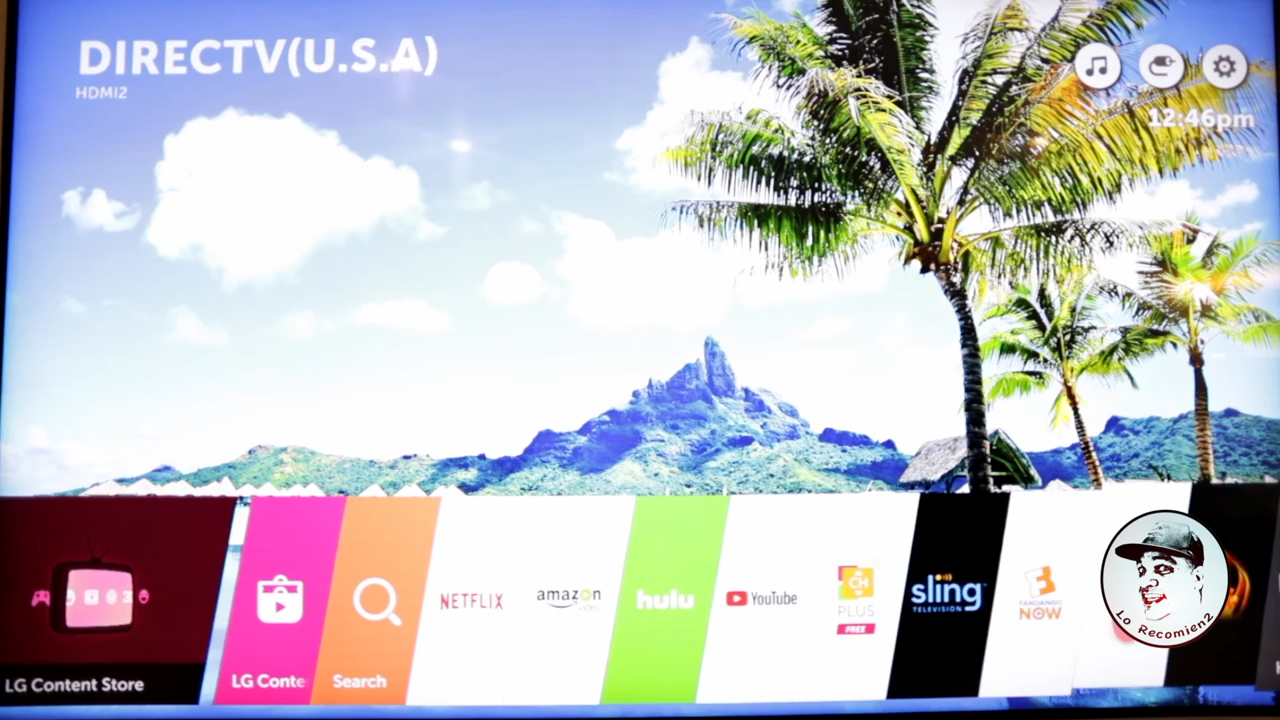 DIRECTV(U.S.A)
HDMI2
12:46pm
NETFLIX
amazon
video
hulu
YouTube
CH
PLUS
FREE
sling
TELEVISION
FANDANGO
NOW
Lo Recomien2
LG Content Store
LG Conte
Search